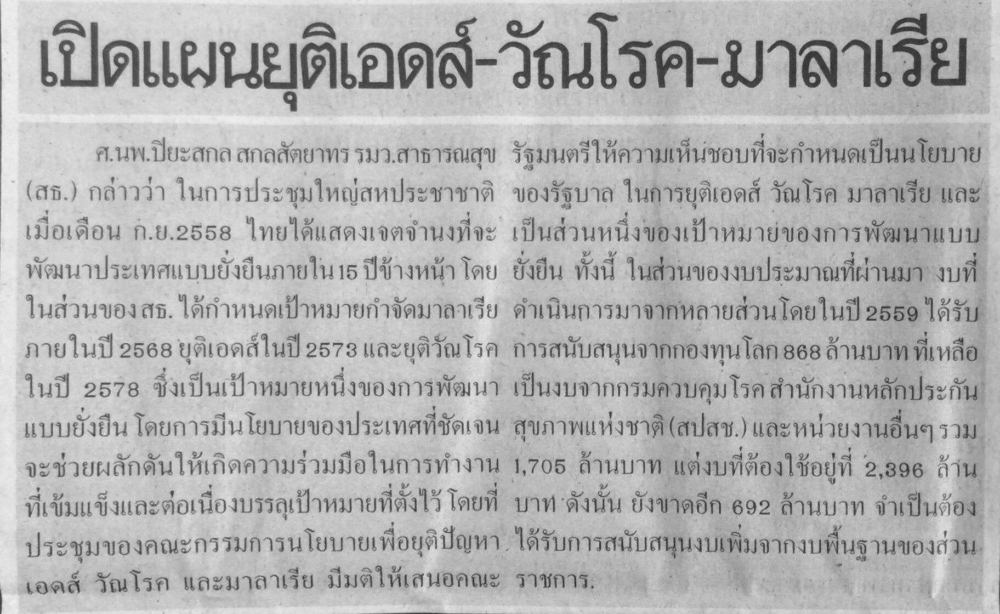 เปิดแผนยุติเอดส์-วัณโรค-มาลาเรีย
ศ.นพ.ปิยะสกล สกลสัตยาทร รมว.สาธารณสุข
(สธ.) กล่าวว่า ในการประชุมใหญ่สหประชาชาติ
เมื่อเดือน ก.ย.2558 ไทยได้แสดงเจตจำนงที่จะ
พัฒนาประเทศแบบยั่งยืนภายใน 15 ปีข้างหน้า โดย
ในส่วนของ สธ. ได้กำหนดเป้าหมายกำจัดมาลาเรีย
ภายในปี 2568 ยุติเอดส์ในปี 2573 และยุติวัณโรค
ในปี 2578 ซึ่งเป็นเป้าหมายหนึ่งของการพัฒนา
แบบยั่งยืน โดยการมีนโยบายของประเทศที่ชัดเจน
จะช่วยผลักดันให้เกิดความร่วมมือในการทำงาน
ที่เข้มแข็งและต่อเนื่องบรรลุเป้าหมายที่ตั้งไว้ โดยที่
ประชุมของคณะกรรมการนโยบายเพื่อยุติปัญหา
เอดส์ วัณโรค และมาลาเรีย มีมติให้เสนอคณะ
รัฐมนตรีให้ความเห็นชอบที่จะกำหนดเป็นนโยบาย
ของรัฐบาล ในการยุติเอดส์ วัณโรค มาลาเรีย และ
เป็นส่วนหนึ่งของเป้าหมายของการพัฒนาแบบ
ยั่งยืน ทั้งนี้ ในส่วนของงบประมาณที่ผ่านมา งบที่
ดำเนินการมาจากหลายส่วนโดยในปี 2559 ได้รับ
การสนับสนุนจากกองทุนโลก 868 ล้านบาท ที่เหลือ
เป็นงบจากกรมควบคุมโรค สำนักงานหลักประกัน
สุขภาพแห่งชาติ (สปสช.) และหน่วยงานอื่นๆ รวม
1,705 ล้านบาท แต่งบที่ต้องใช้อยู่ที่ 2,396 ล้าน
บาท ดังนั้น ยังขาดอีก 692 ล้านบาท จำเป็นต้อง
ได้รับการสนับสนุนงบเพิ่มจากงบพื้นฐานของส่วน
ราชการ.